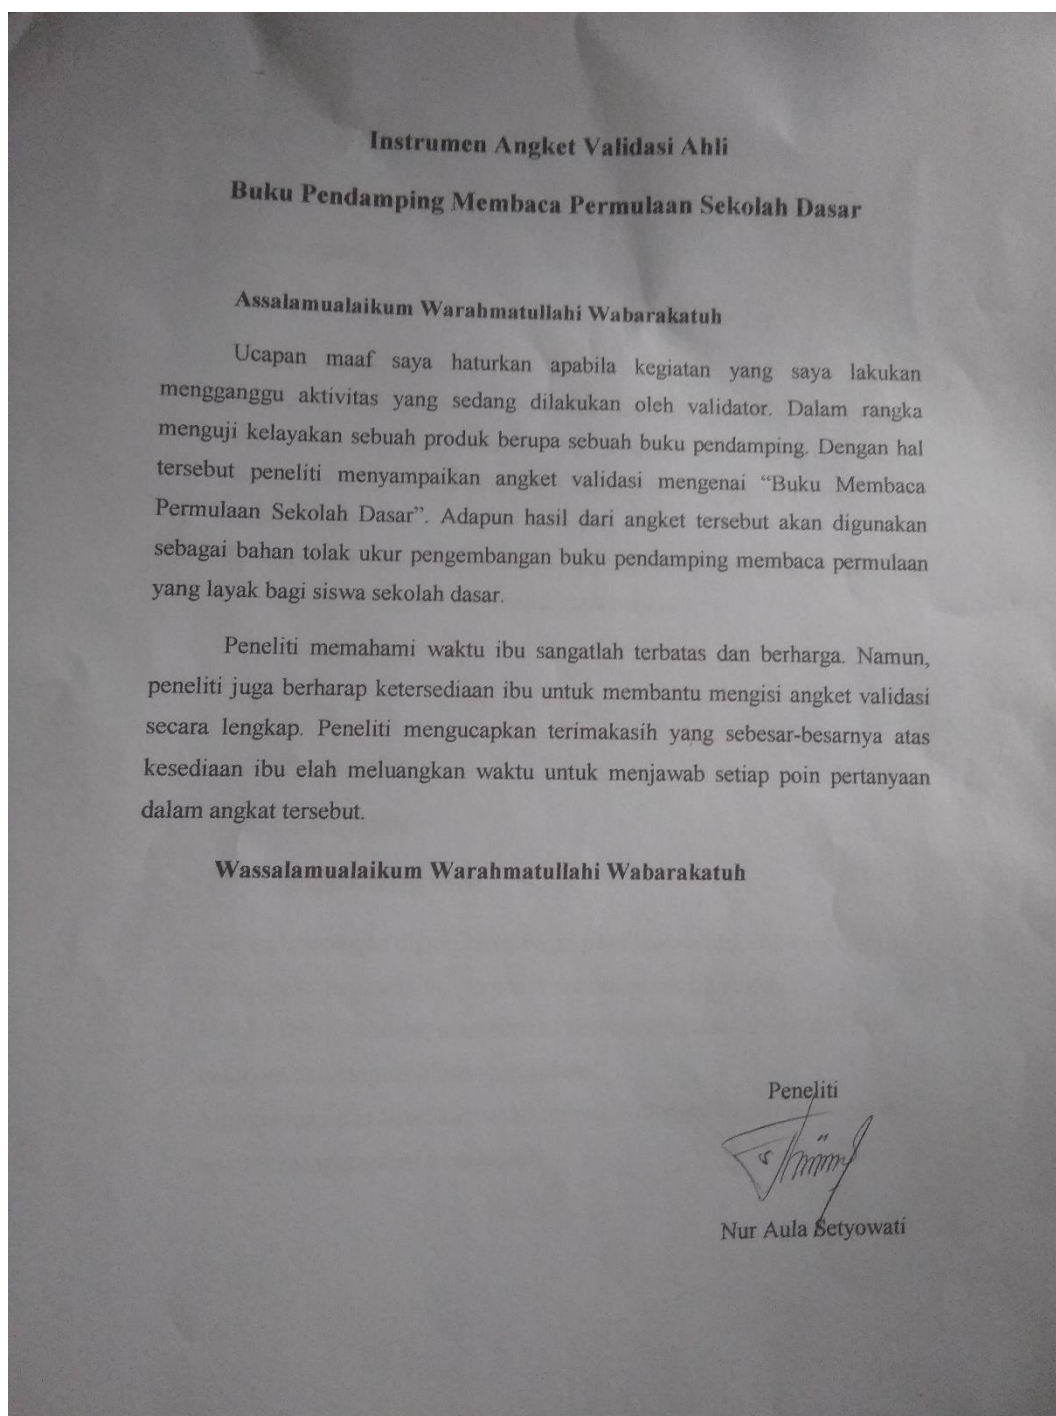 Instrumen Angket Validasi Ahli
Buku Pendamping Membaca Permulaan Sekolah Dasar
Assalamualaikum Warahmatullahi Wabarakatuh
Ucapan maaf saya haturkan apabila kegiatan yang saya lakukan
mengganggu aktivitas yang sedang dilakukan oleh validator. Dalam rangka
menguji kelayakan sebuah produk berupa sebuah buku pendamping. Dengan hal
tersebut peneliti menyampaikan angket validasi mengenai “Buku Membaca
Permulaan Sekolah Dasar”. Adapun hasil dari angket tersebut akan digunakan
sebagai bahan tolak ukur pengembangan buku pendamping membaca permulaan
yang layak bagi siswa sekolah dasar.
Peneliti memahami waktu ibu sangatlah terbatas dan berharga. Namun,
peneliti juga berharap ketersediaan ibu untuk membantu mengisi angket validasi
secara lengkap. Peneliti mengucapkan terimakasih yang sebesar-besarnya atas
kesediaan ibu elah meluangkan waktu untuk menjawab setiap poin pertanyaan
dalam angkat tersebut.
Wassalamualaikum Warahmatullahi Wabarakatuh
Peneliti
Nur Aula Setyowati